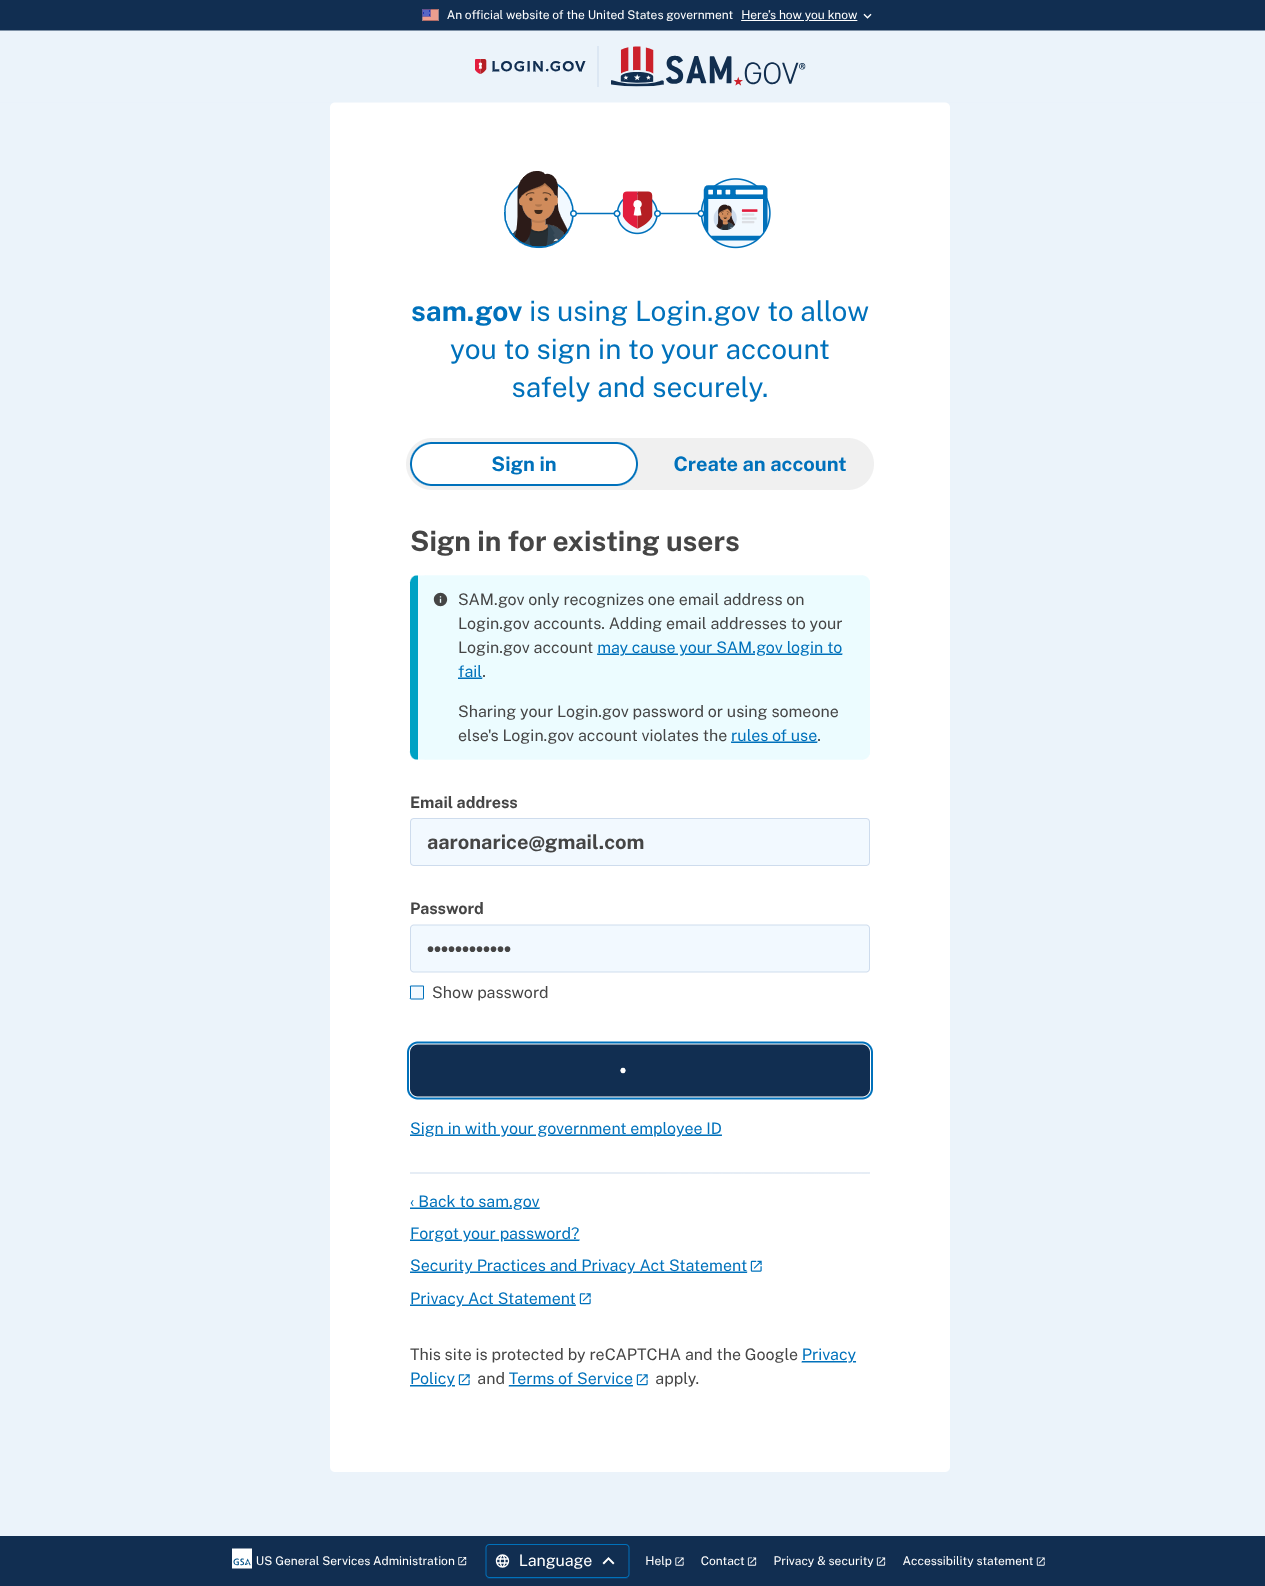 An official website of the United States government Here's how you know
LOGIN.GOV SAM.GOV®
sam.gov is using Login.gov to allow
you to sign in to your account
safely and securely.
Sign in Create an account
Sign in for existing users
SAM.gov only recognizes one email address on
Login.gov accounts. Adding email addresses to your
Login.gov account may cause your SAM.gov login to
fail.
Sharing your Login.gov password or using someone
else's Login.gov account violates the rules of use.
Email address
aaronarice@gmail.com
Password
••••••••••••
Show password
Sign in with your government employee ID
‹ Back to sam.gov
Forgot your password?
Security Practices and Privacy Act Statement
Privacy Act Statement
This site is protected by reCAPTCHA and the Google Privacy
Policy and Terms of Service apply.
GSA US General Services Administration Language Help Contact Privacy & security Accessibility statement